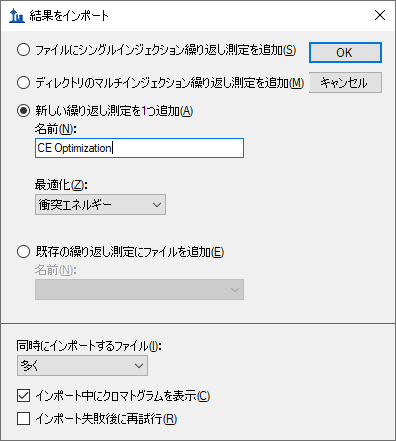 結果をインポート
ファイルにシングルインジェクション繰り返し測定を追加(S)
OK
ディレクトリのマルチインジェクション繰り返し測定を追加(M)
キャンセル
新しい繰り返し測定を1つ追加(A)
名前(N):
CE Optimization
最適化(Z):
衝突エネルギー
既存の繰り返し測定にファイルを追加(E)
名前(N):
同時にインポートするファイル(I):
多く
インポート中にクロマトグラムを表示(C)
インポート失敗後に再試行(R)